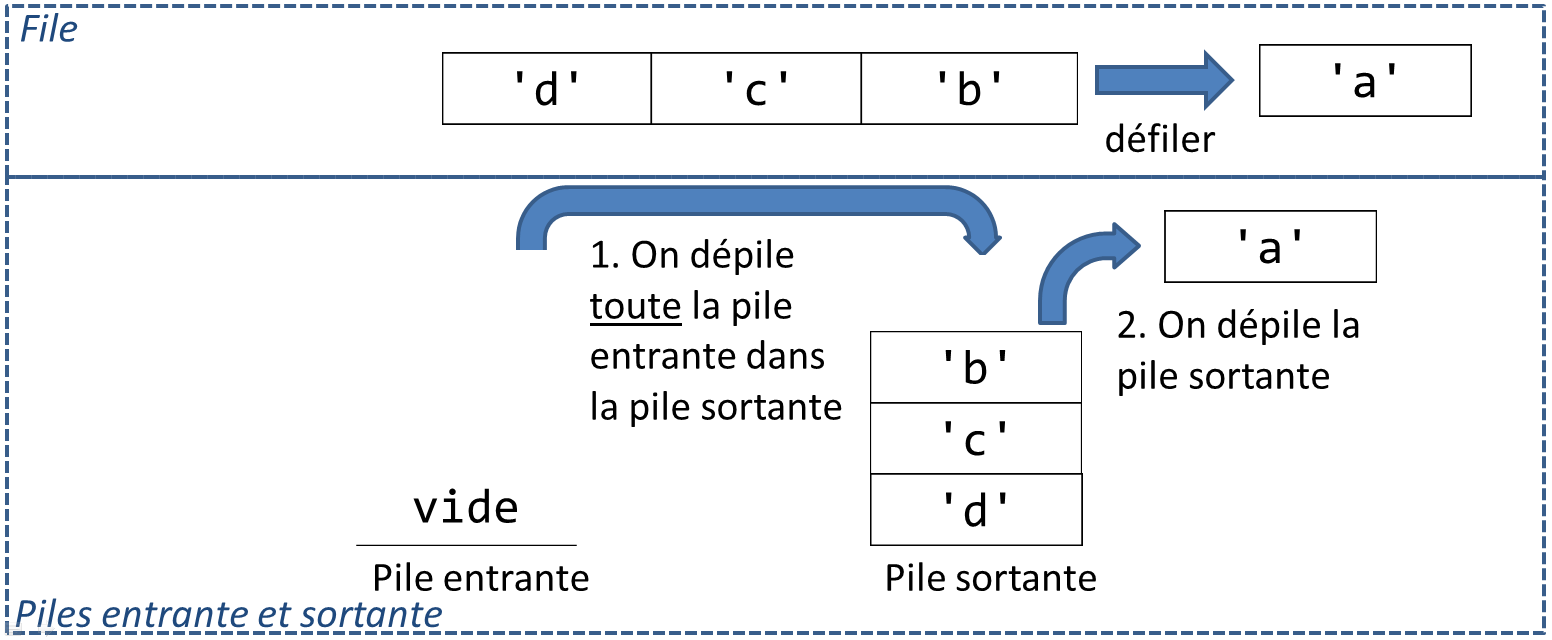 File
'd' 'c' 'b' 'a'
défiler
1. On dépile
toute la pile
entrante dans
la pile sortante
'a'
2. On dépile la
pile sortante
'b'
'c'
'd'
vide
Pile entrante
Pile sortante
Piles entrante et sortante